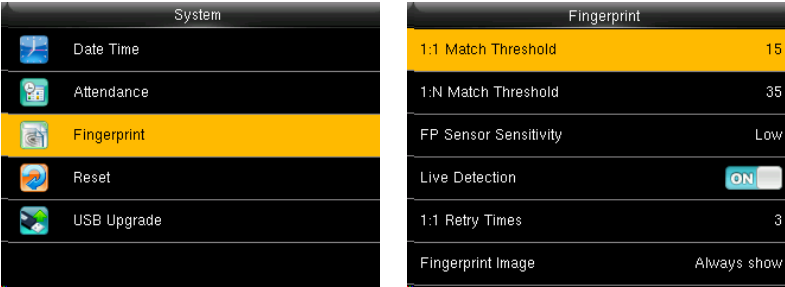 System
Date Time
Attendance
Fingerprint
Reset
USB Upgrade
Fingerprint
1:1 Match Threshold 15
1:N Match Threshold 35
FP Sensor Sensitivity Low
Live Detection ON
1:1 Retry Times 3
Fingerprint Image Always show